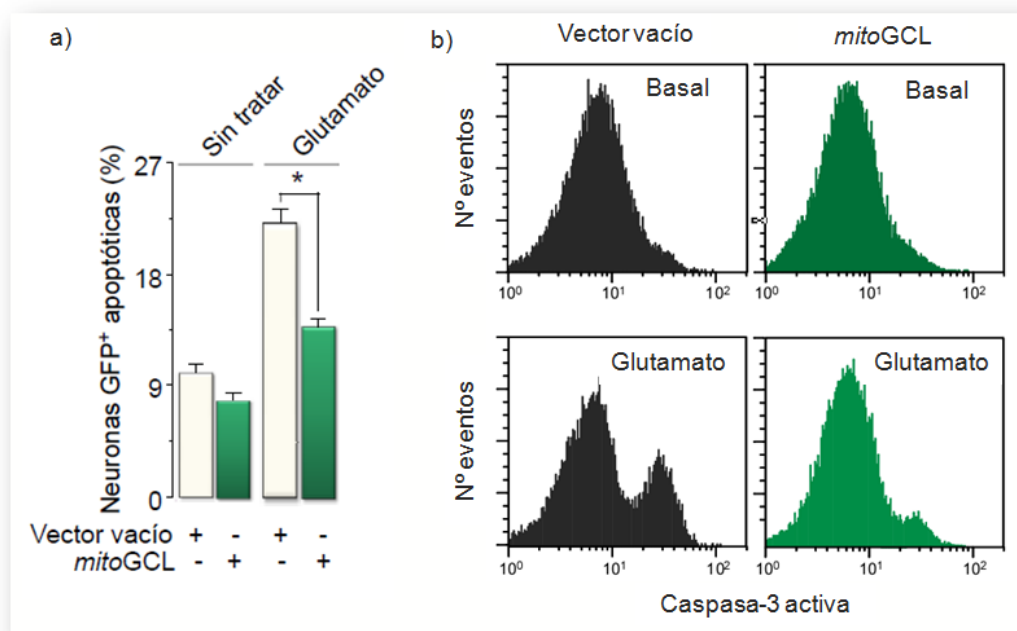 a)
Sin tratar
Glutamato
Neuronas GFP⁺ apoptóticas (%)
27
18
9
0
*
Vector vacío + - + -
mitoGCL - + - +
b)
Vector vacío
mitoGCL
Nº eventos
Basal
Basal
10⁰ 10¹ 10²
10⁰ 10¹ 10²
Nº eventos
Glutamato
Glutamato
10⁰ 10¹ 10²
10⁰ 10¹ 10²
Caspasa-3 activa